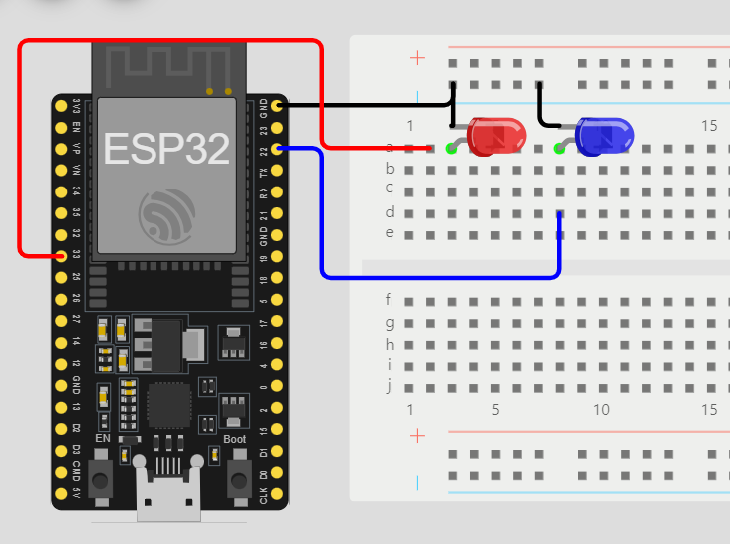 ESP32
3V3
EN
VP
VN
34
35
32
33
25
26
27
14
12
GND
13
D2
D3
CMD
5V
GND
23
22
TX
RX
21
GND
19
18
5
17
16
4
0
2
15
D1
D0
CLK
EN
Boot
+
|
1
15
a
b
c
d
e
f
g
h
i
j
1
5
10
15
+
|